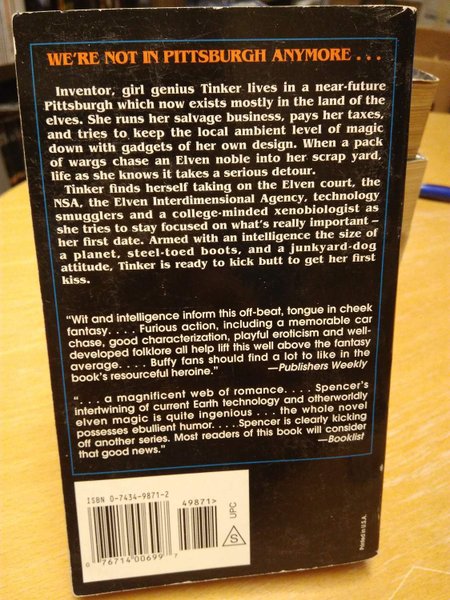 WE'RE NOT IN PITTSBURGH ANYMORE . . .
Inventor, girl genius Tinker lives in a near-future
Pittsburgh which now exists mostly in the land of the
elves. She runs her salvage business, pays her taxes,
and tries to keep the local ambient level of magic
down with gadgets of her own design. When a pack
of wargs chase an Elven noble into her scrap yard,
life as she knows it takes a serious detour.
Tinker finds herself taking on the Elven court, the
NSA, the Elven Interdimensional Agency, technology
smugglers and a college-minded xenobiologist as
she tries to stay focused on what's really important–
her first date. Armed with an intelligence the size of
a planet, steel-toed boots, and a junkyard-dog
attitude, Tinker is ready to kick butt to get her first
kiss.
"Wit and intelligence inform this off-beat, tongue in cheek
fantasy. . . . Furious action, including a memorable car
chase, good characterization, playful eroticism and well-
developed folklore all help lift this well above the fantasy
average. . . . Buffy fans should find a lot to like in the
book's resourceful heroine." —Publishers Weekly
". . . a magnificent web of romance. . . . Spencer's
intertwining of current Earth technology and otherworldly
elven magic is quite ingenious . . . the whole novel
possesses ebullient humor. . . . Spencer is clearly kicking
off another series. Most readers of this book will consider
that good news." —Booklist
ISBN 0-7434-9871-2
49871>
0 76714 00699 7
S
UPC
Printed in U.S.A.